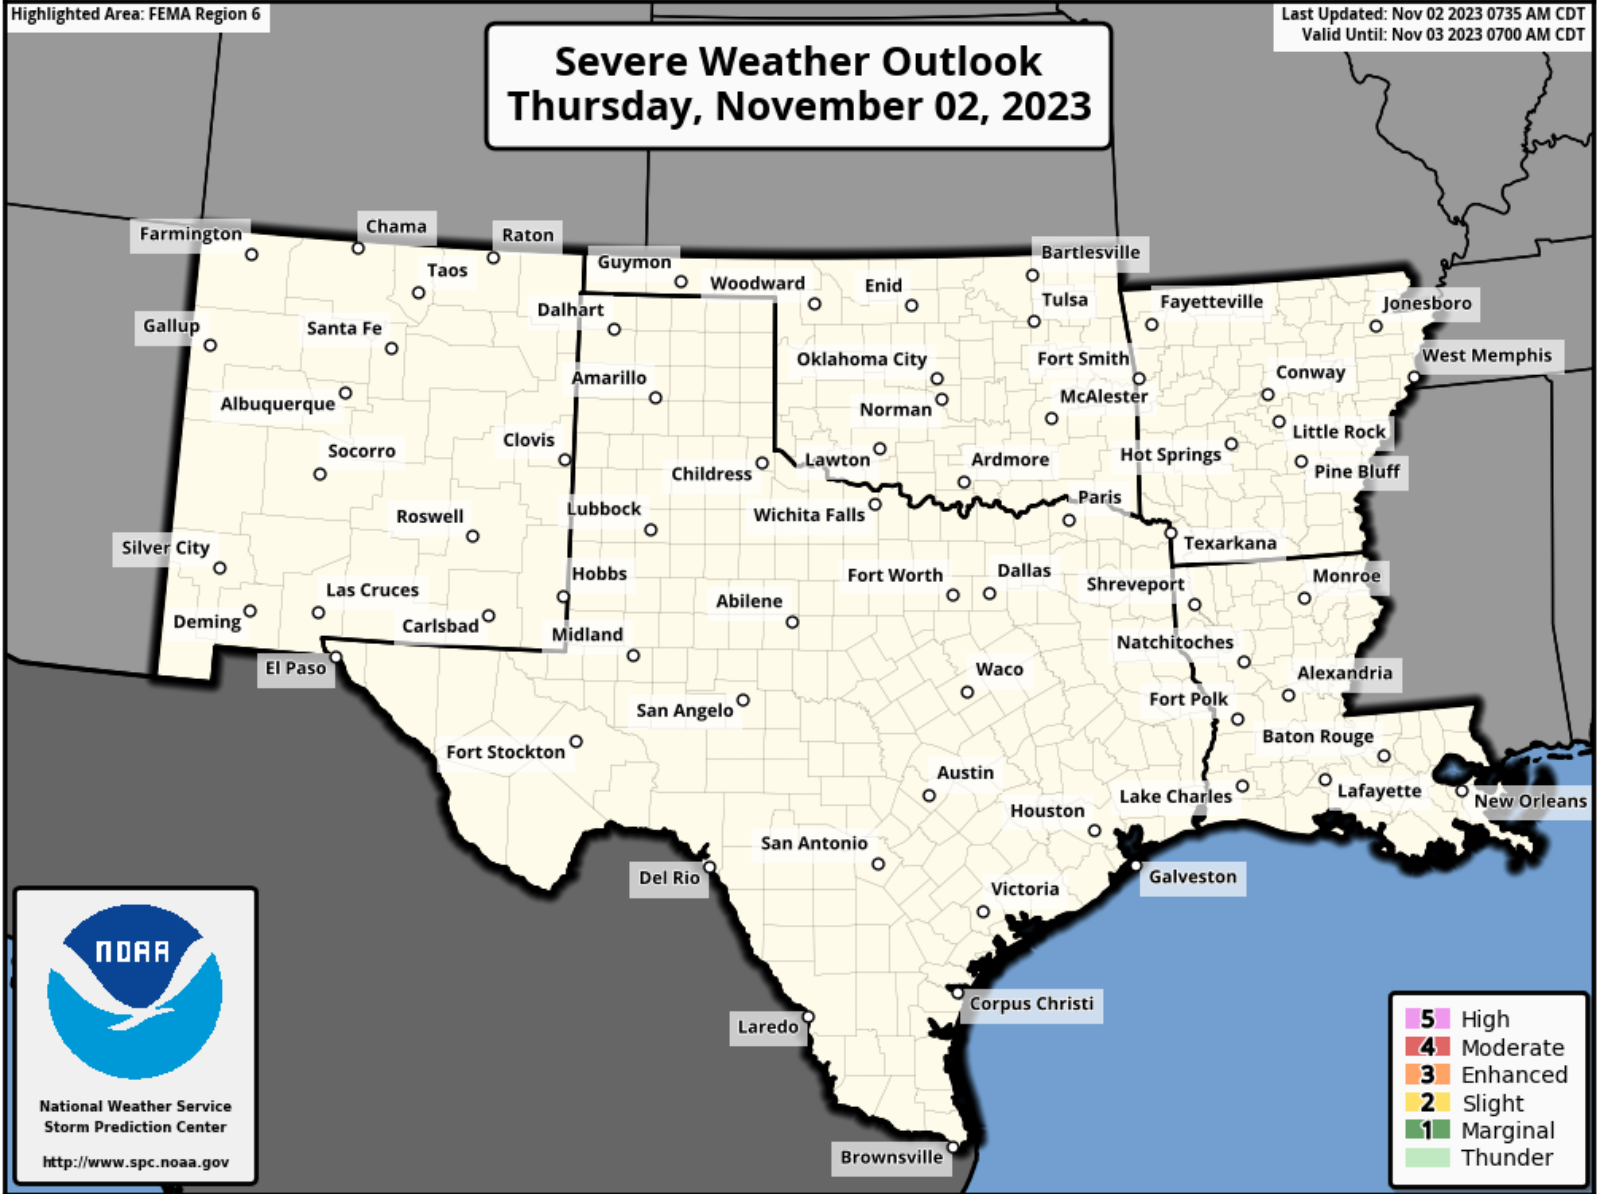 Highlighted Area: FEMA Region 6
Last Updated: Nov 02 2023 0735 AM CDT
Valid Until: Nov 03 2023 0700 AM CDT
Severe Weather Outlook
Thursday, November 02, 2023
Farmington
Chama
Raton
Taos
Guymon
Woodward
Enid
Bartlesville
Tulsa
Fayetteville
Jonesboro
Gallup
Santa Fe
Dalhart
Oklahoma City
Fort Smith
West Memphis
Albuquerque
Amarillo
Norman
McAlester
Conway
Socorro
Clovis
Childress
Lawton
Ardmore
Hot Springs
Little Rock
Pine Bluff
Roswell
Lubbock
Wichita Falls
Paris
Texarkana
Silver City
Las Cruces
Hobbs
Fort Worth
Dallas
Shreveport
Monroe
Deming
Carlsbad
Midland
Abilene
Natchitoches
El Paso
San Angelo
Waco
Fort Polk
Alexandria
Fort Stockton
Austin
Baton Rouge
Houston
Lake Charles
Lafayette
New Orleans
San Antonio
Del Rio
Victoria
Galveston
Laredo
Corpus Christi
Brownsville
NOAA
National Weather Service
Storm Prediction Center
http://www.spc.noaa.gov
5 High
4 Moderate
3 Enhanced
2 Slight
1 Marginal
Thunder